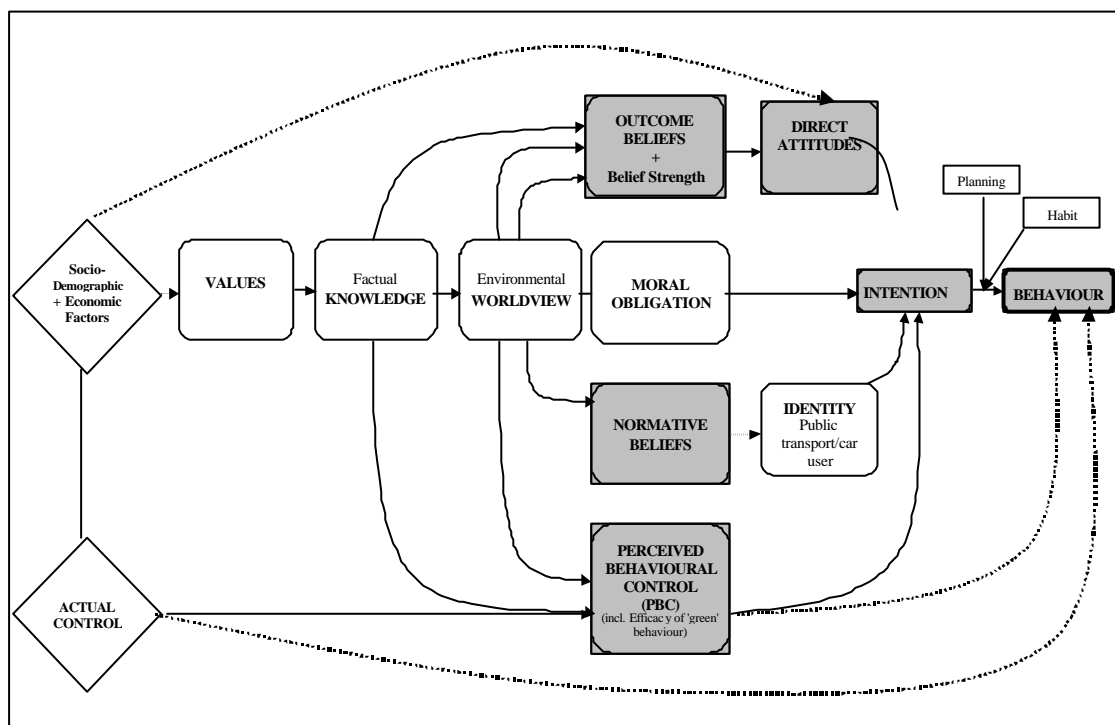 OUTCOME
BELIEFS
+
Belief Strength
DIRECT
ATTITUDES
Planning
Habit
Socio-
Demographic
+ Economic
Factors
VALUES
Factual
KNOWLEDGE
Environmental
WORLDVIEW
MORAL
OBLIGATION
INTENTION
BEHAVIOUR
NORMATIVE
BELIEFS
IDENTITY
Public
transport/car
user
PERCEIVED
BEHAVIOURAL
CONTROL
(PBC)
(incl. Efficacy of 'green'
behaviour)
ACTUAL
CONTROL